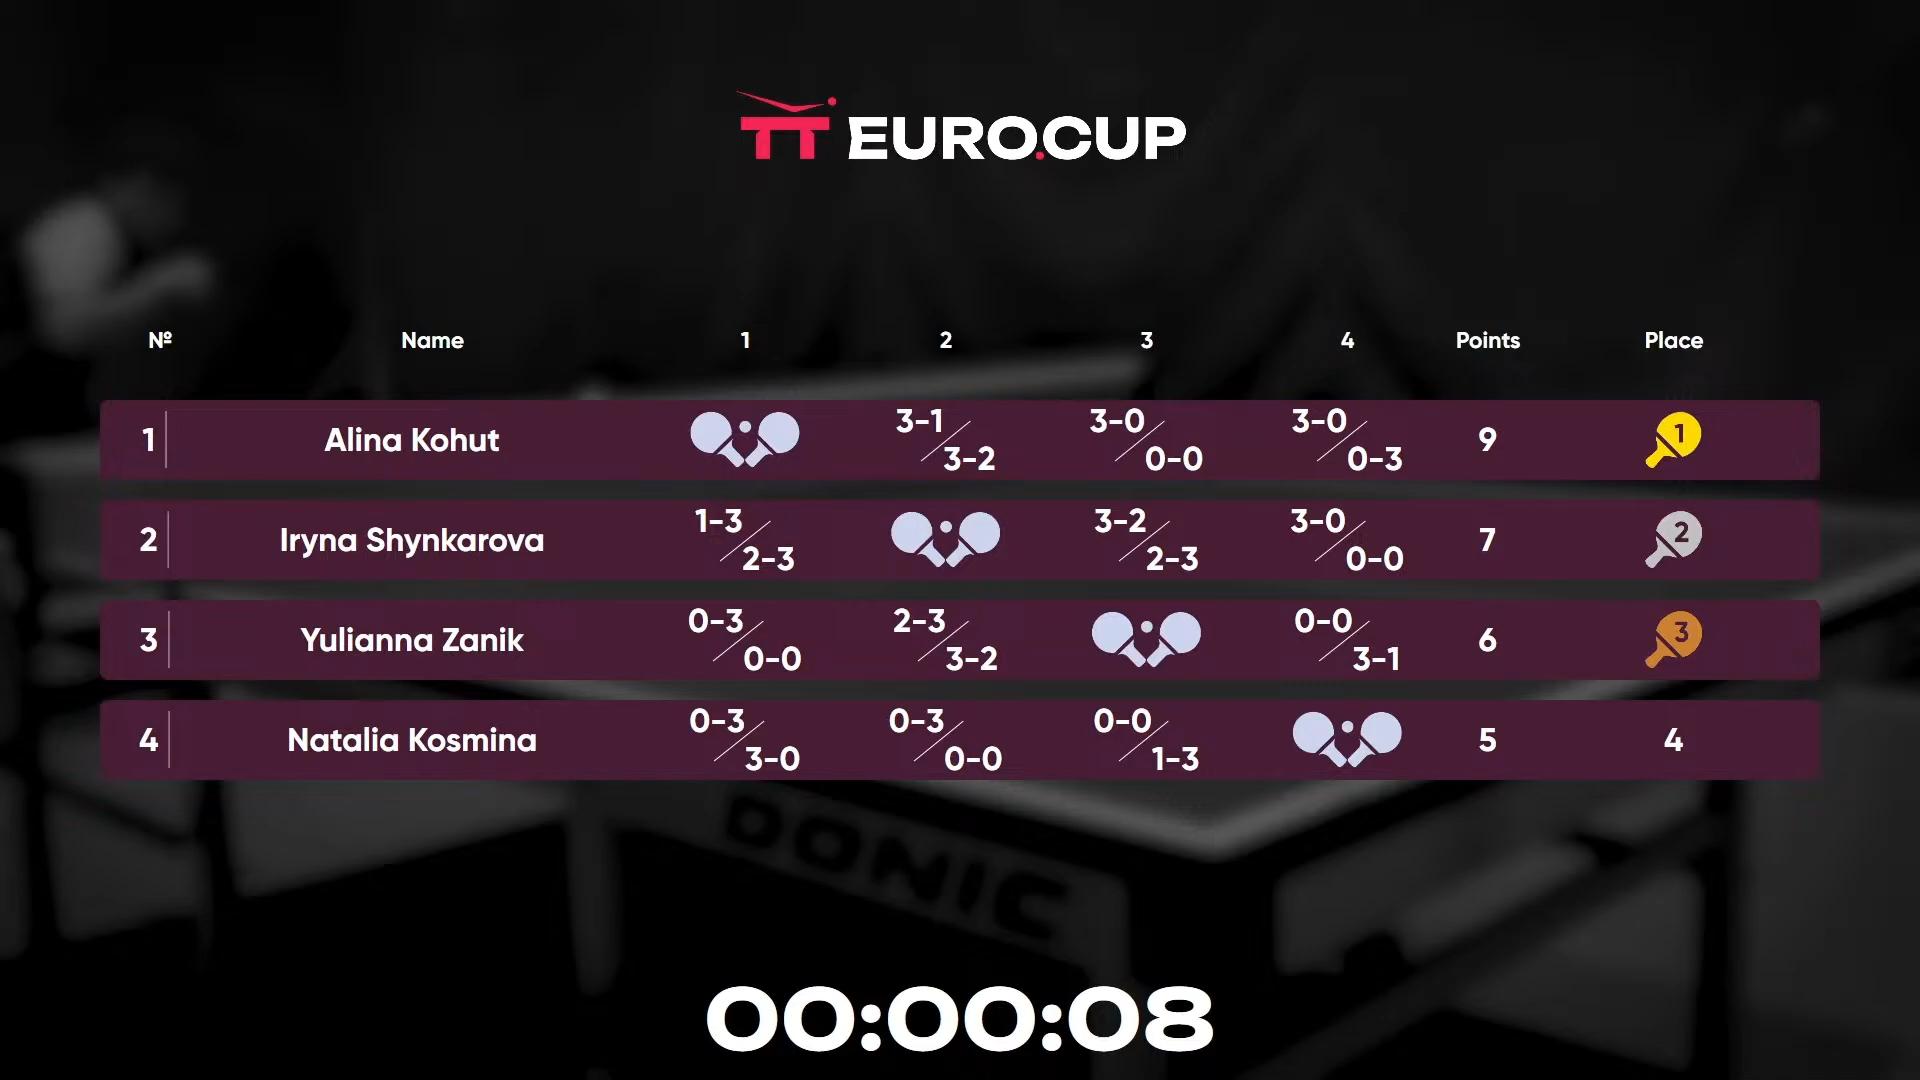 TT EURO.CUP
№ Name 1 2 3 4 Points Place
1 Alina Kohut 3-1 3-2 3-0 0-0 3-0 0-3 9 1
2 Iryna Shynkarova 1-3 2-3 3-2 2-3 3-0 0-0 7 2
3 Yulianna Zanik 0-3 0-0 2-3 3-2 0-0 3-1 6 3
4 Natalia Kosmina 0-3 3-0 0-3 0-0 0-0 1-3 5 4
DONIC
00:00:08